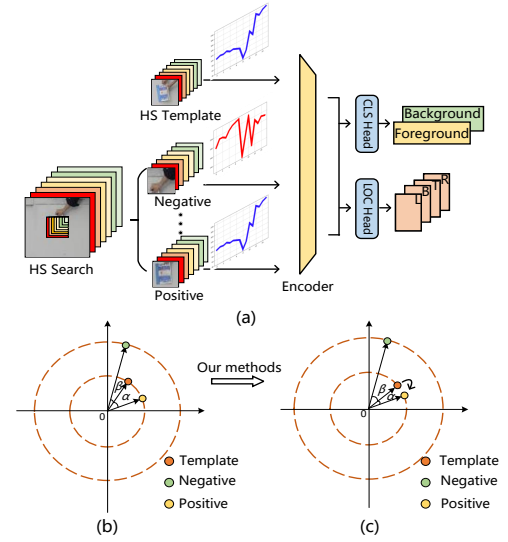 HS Template
Negative
HS Search
Positive
Encoder
CLS Head
Background
Foreground
LOC Head
L B T R
(a)
β
α
0
Template
Negative
Positive
(b)
Our methods
β
α
0
Template
Negative
Positive
(c)